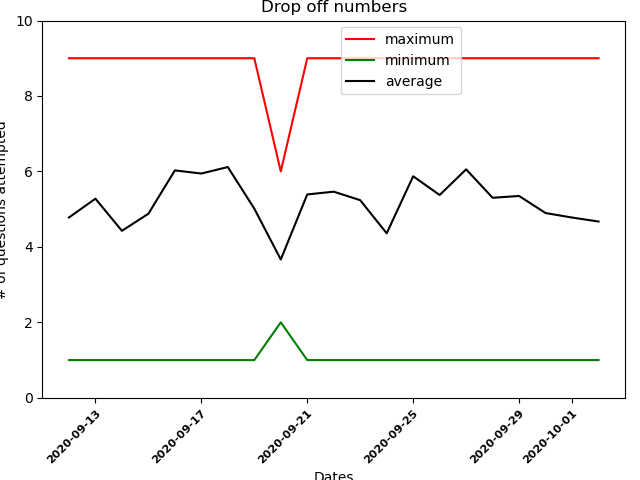 Drop off numbers
10
8
6
4
2
0
# of questions attempted
maximum
minimum
average
2020-09-13
2020-09-17
2020-09-21
2020-09-25
2020-09-29
2020-10-01
Dates